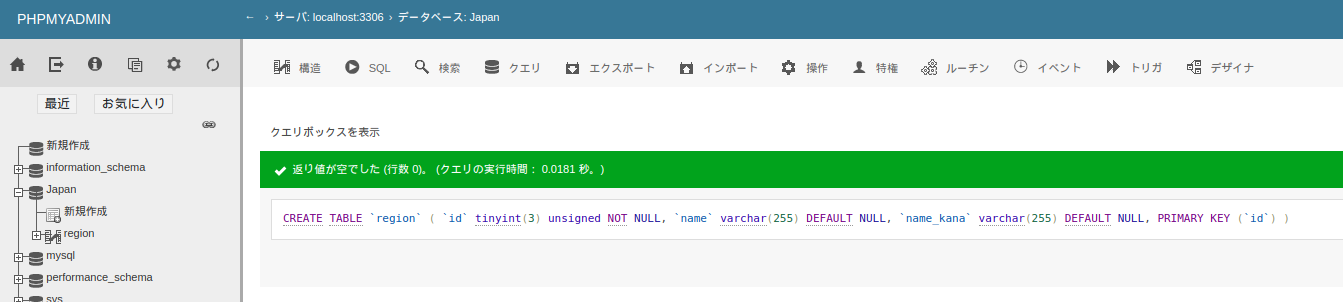 PHPMYADMIN
← › サーバ: localhost:3306 › データベース: Japan
構造 SQL 検索 クエリ エクスポート インポート 操作 特権 ルーチン イベント トリガ デザイナ
最近 お気に入り
クエリボックスを表示
返り値が空でした (行数 0)。 (クエリの実行時間： 0.0181 秒。)
CREATE TABLE `region` ( `id` tinyint(3) unsigned NOT NULL, `name` varchar(255) DEFAULT NULL, `name_kana` varchar(255) DEFAULT NULL, PRIMARY KEY (`id`) )
新規作成
information_schema
Japan
新規作成
region
mysql
performance_schema
sys